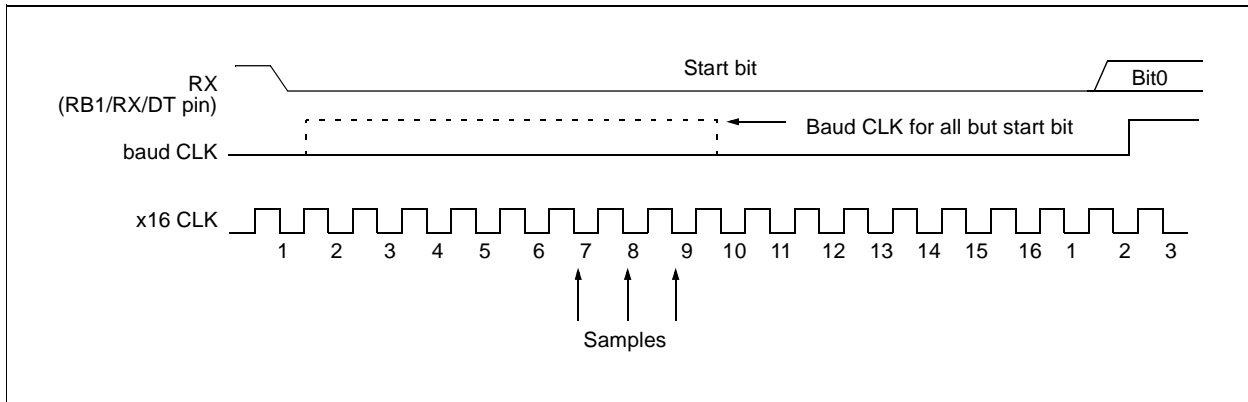 Start bit
Bit0
RX
(RB1/RX/DT pin)
Baud CLK for all but start bit
baud CLK
x16 CLK
1 2 3 4 5 6 7 8 9 10 11 12 13 14 15 16 1 2 3
Samples